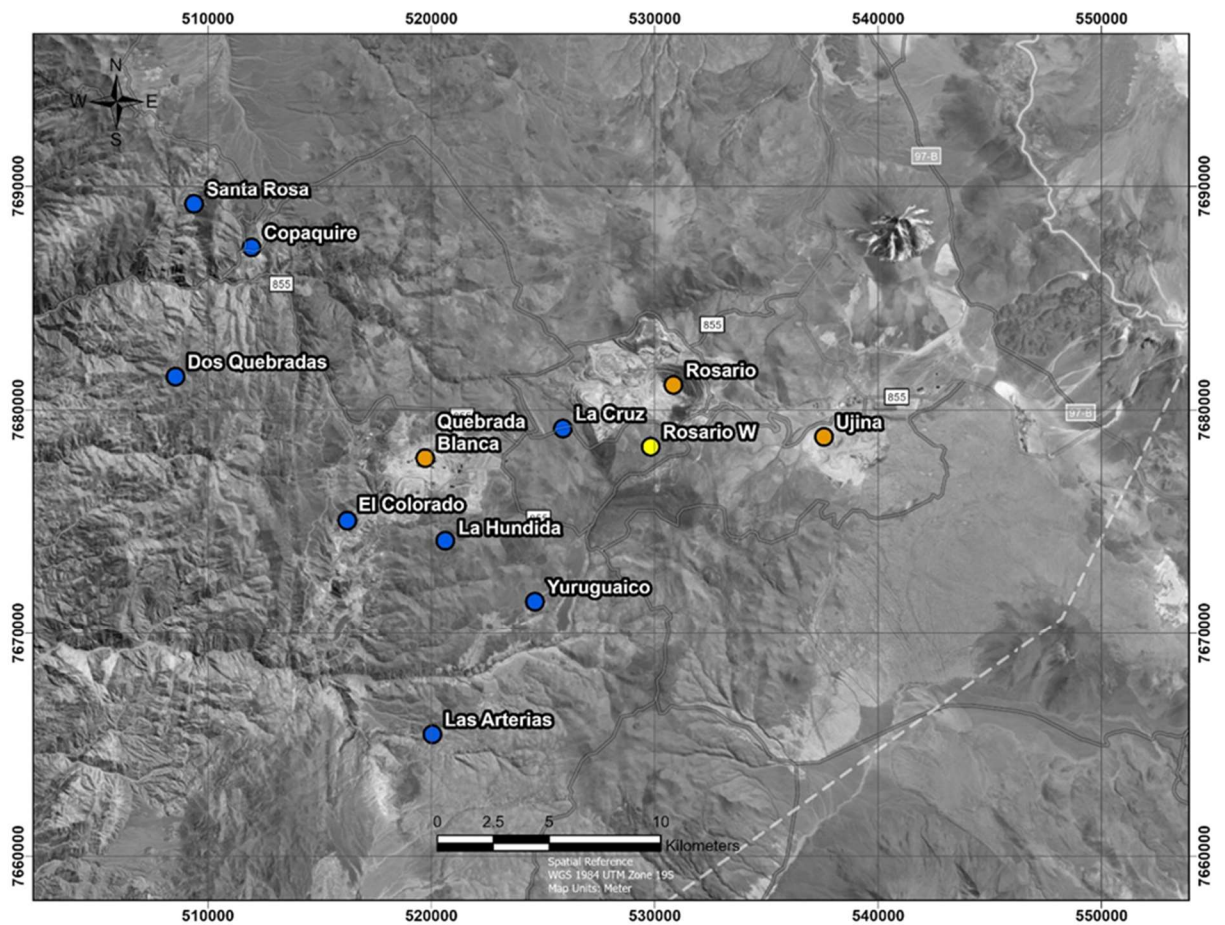 510000 520000 530000 540000 550000
N
W E
S
97-B
7690000 7690000
Santa Rosa
Copaquire
855
855
Dos Quebradas
Rosario
855
7680000 7680000
97-B
La Cruz
Quebrada
Blanca
Ujina
Rosario W
El Colorado
855
La Hundida
Yuruguaico
7670000 7670000
Las Arterias
0 2.5 5 10
Kilometers
Spatial Reference
WGS 1984 UTM Zone 19S
Map Units: Meter
7660000 7660000
510000 520000 530000 540000 550000